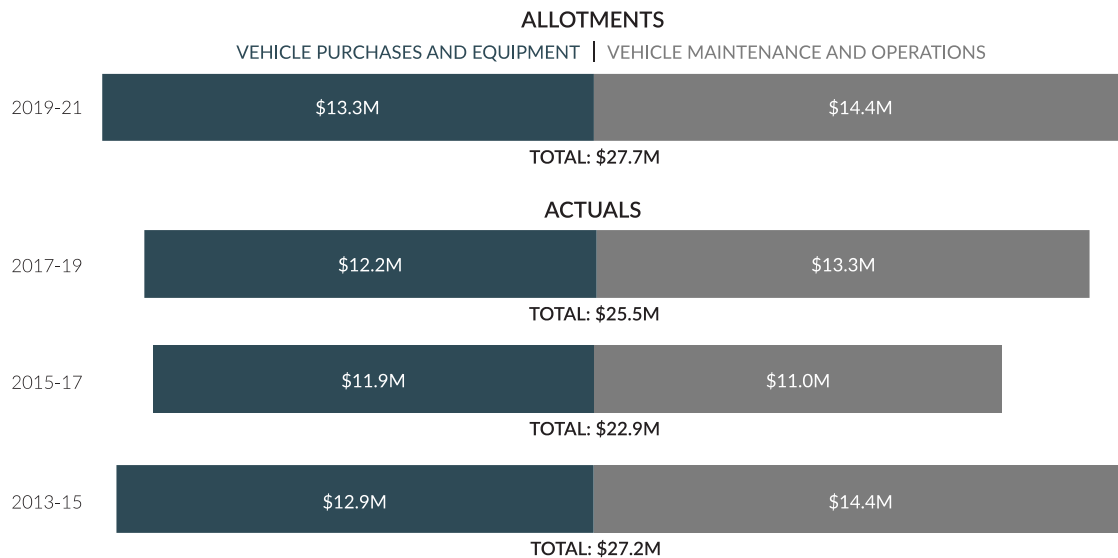 ALLOTMENTS
VEHICLE PURCHASES AND EQUIPMENT | VEHICLE MAINTENANCE AND OPERATIONS
2019-21 $13.3M $14.4M
TOTAL: $27.7M
ACTUALS
2017-19 $12.2M $13.3M
TOTAL: $25.5M
2015-17 $11.9M $11.0M
TOTAL: $22.9M
2013-15 $12.9M $14.4M
TOTAL: $27.2M